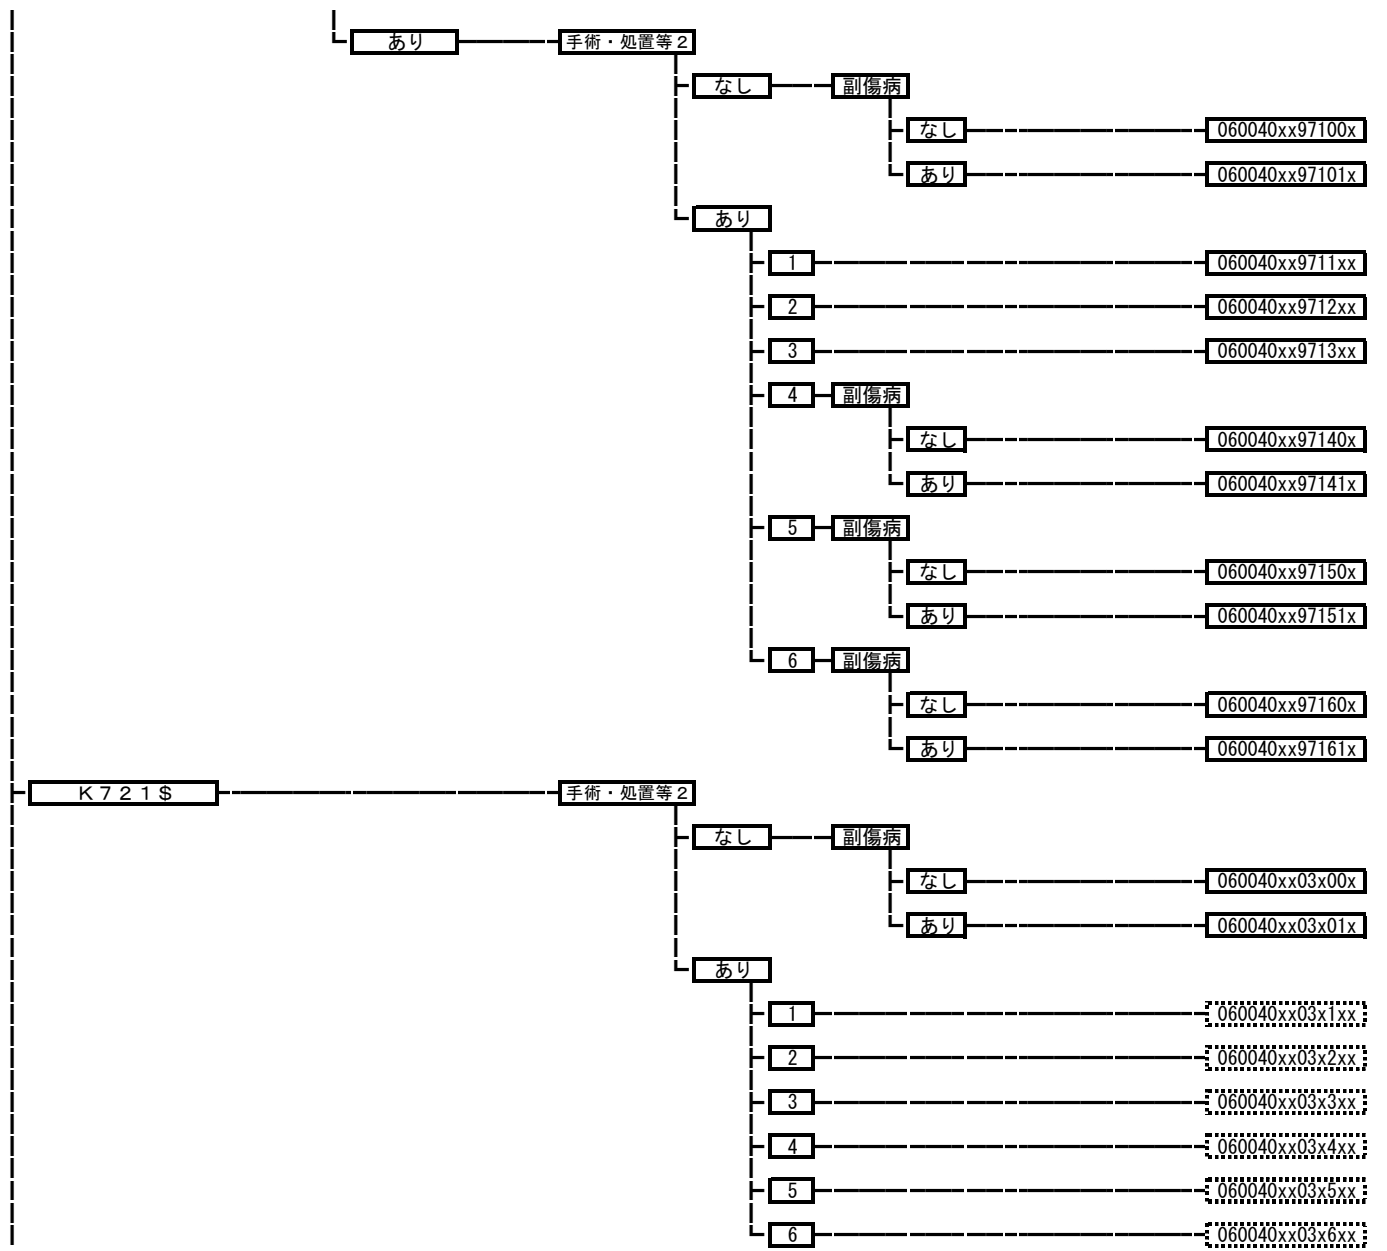 あり 手術・処置等2
なし 副傷病
なし 060040xx97100x
あり 060040xx97101x
あり
1 060040xx9711xx
2 060040xx9712xx
3 060040xx9713xx
4 副傷病
なし 060040xx97140x
あり 060040xx97141x
5 副傷病
なし 060040xx97150x
あり 060040xx97151x
6 副傷病
なし 060040xx97160x
あり 060040xx97161x
K721$ 手術・処置等2
なし 副傷病
なし 060040xx03x00x
あり 060040xx03x01x
あり
1 060040xx03x1xx
2 060040xx03x2xx
3 060040xx03x3xx
4 060040xx03x4xx
5 060040xx03x5xx
6 060040xx03x6xx